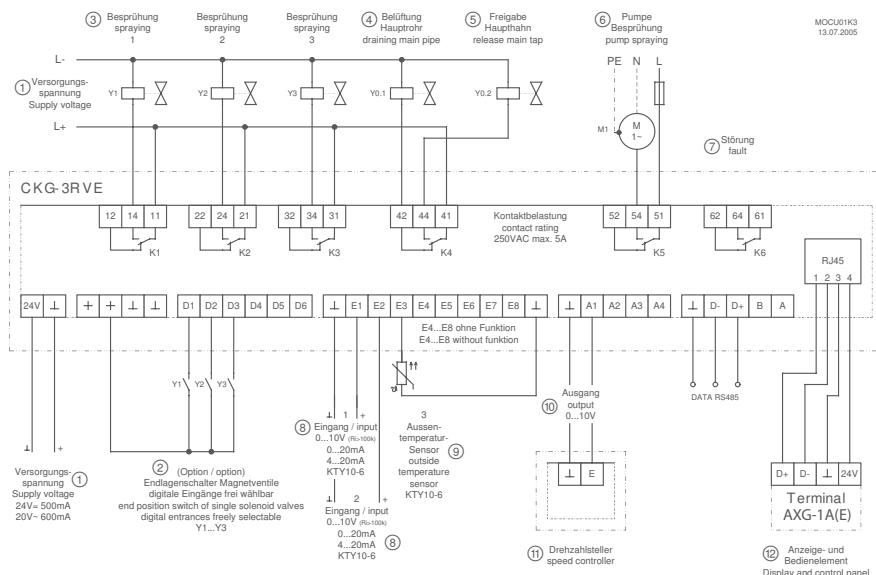 MOCU01K3
13.07.2005
③ Besprühung
spraying
1
Besprühung
spraying
2
Besprühung
spraying
3
④ Belüftung
Hauptrohr
draining main pipe
⑤ Freigabe
Haupthahn
release main tap
⑥ Pumpe
Besprühung
pump spraying
PE N L
L-
① Versorgungs-
spannung
Supply voltage
Y1
Y2
Y3
Y0.1
Y0.2
L+
M1
M
1~
⑦ Störung
fault
CKG-3RVE
12 14 11
22 24 21
32 34 31
42 44 41
Kontaktbelastung
contact rating
250VAC max. 5A
52 54 51
62 64 61
K1
K2
K3
K4
K5
K6
RJ45
1 2 3 4
24V ⊥
+ + ⊥ ⊥
D1 D2 D3 D4 D5 D6
⊥ E1 E2 E3 E4 E5 E6 E7 E8 ⊥
⊥ A1 A2 A3 A4
⊥ D- D+ B A
E4...E8 ohne Funktion
E4...E8 without funktion
Y1 Y2 Y3
ϑ
DATA RS485
⊥ +
Versorgungs-
spannung ①
Supply voltage
24V= 500mA
20V~ 600mA
② (Option / option)
Endlagenschalter Magnetventile
digitale Eingänge frei wählbar
end position switch of single solenoid valves
digital entrances freely selectable
Y1...Y3
⊥ 1 +
⑧ Eingang / input
0...10V (Ri>100k)
0...20mA
4...20mA
KTY10-6
⊥ 2 +
Eingang / input
0...10V (Ri>100k)
0...20mA
4...20mA ⑧
KTY10-6
3
Aussen-
temperatur-
Sensor ⑨
outside
temperature
sensor
KTY10-6
⑩ Ausgang
output
0...10V
⊥ E
⑪ Drehzahlsteller
speed controller
D+ D- ⊥ 24V
Terminal
AXG-1A(E)
⑫ Anzeige- und
Bedienelement
Display and control panel